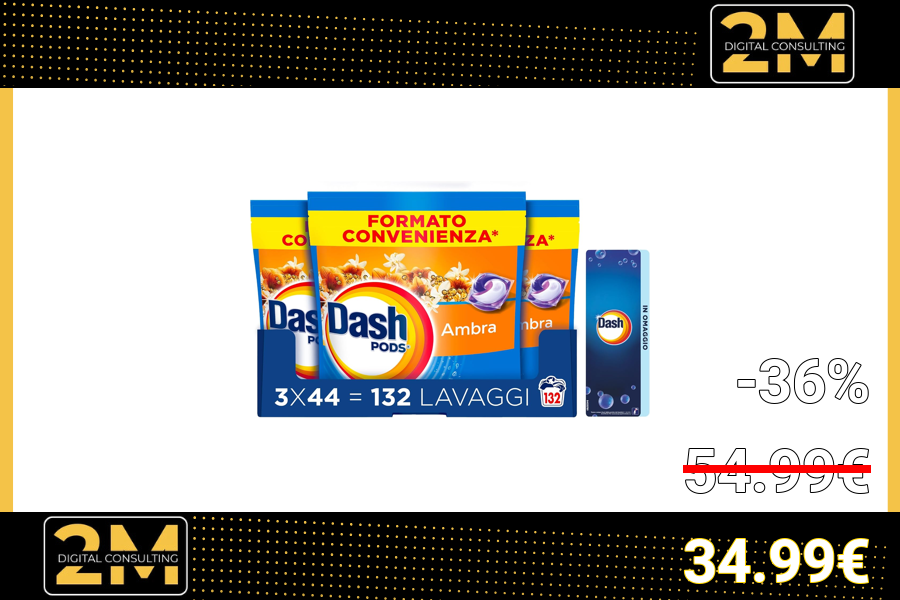 2M
DIGITAL CONSULTING
FORMATO
CONVENIENZA*
CO
ZA*
Dash
PODS
Ambra
Das
P
mbra
3X44 = 132 LAVAGGI
132
Dash
IN OMAGGIO
-36%
54.99€
2M
DIGITAL CONSULTING
34.99€